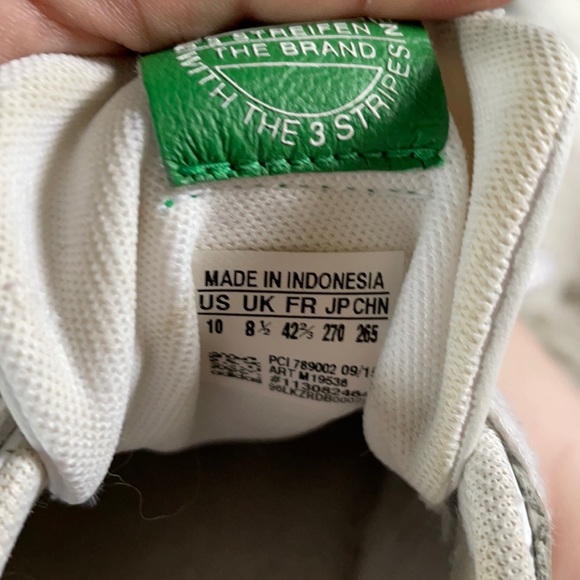 3 STREIFEN
THE BRAND
WITH THE 3 STRIPES
MADE IN INDONESIA
US UK FR JP CHN
10 8½ 42⅔ 270 265
PCI 789002 09/1
ART M19538